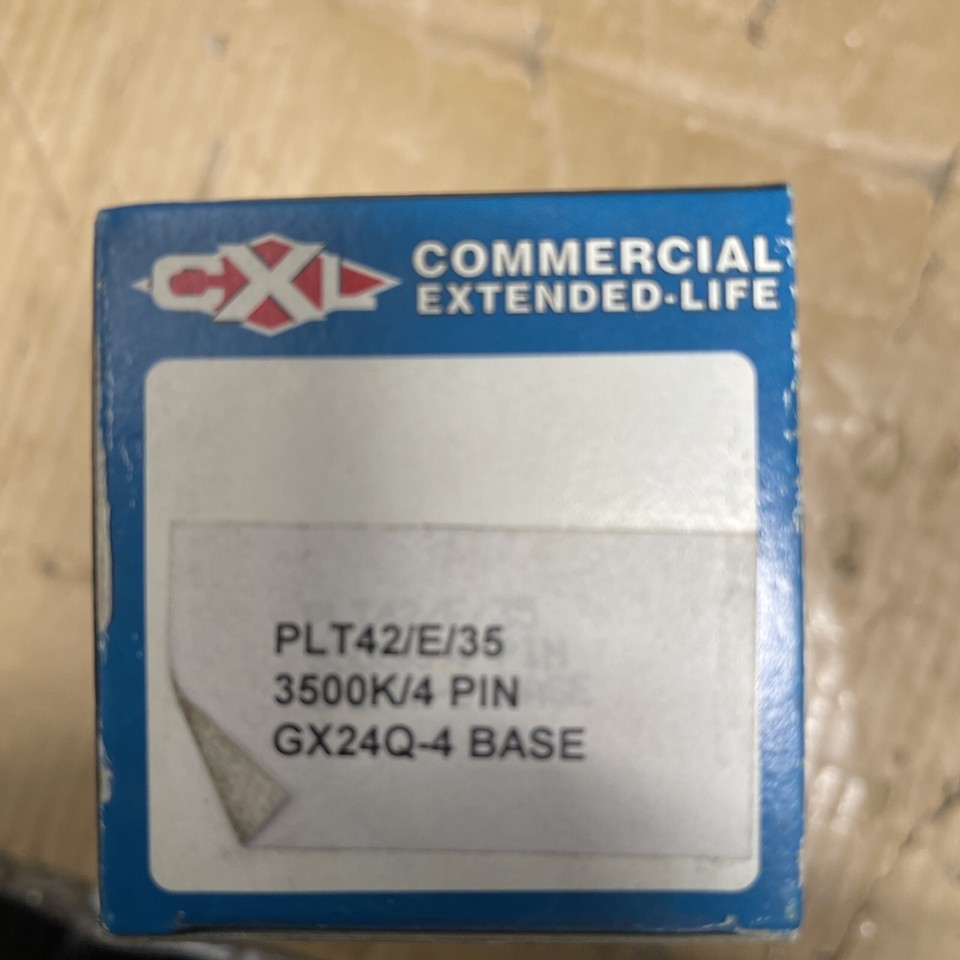 CXL
COMMERCIAL
EXTENDED-LIFE
PLT42/E/35
3500K/4 PIN
GX24Q-4 BASE